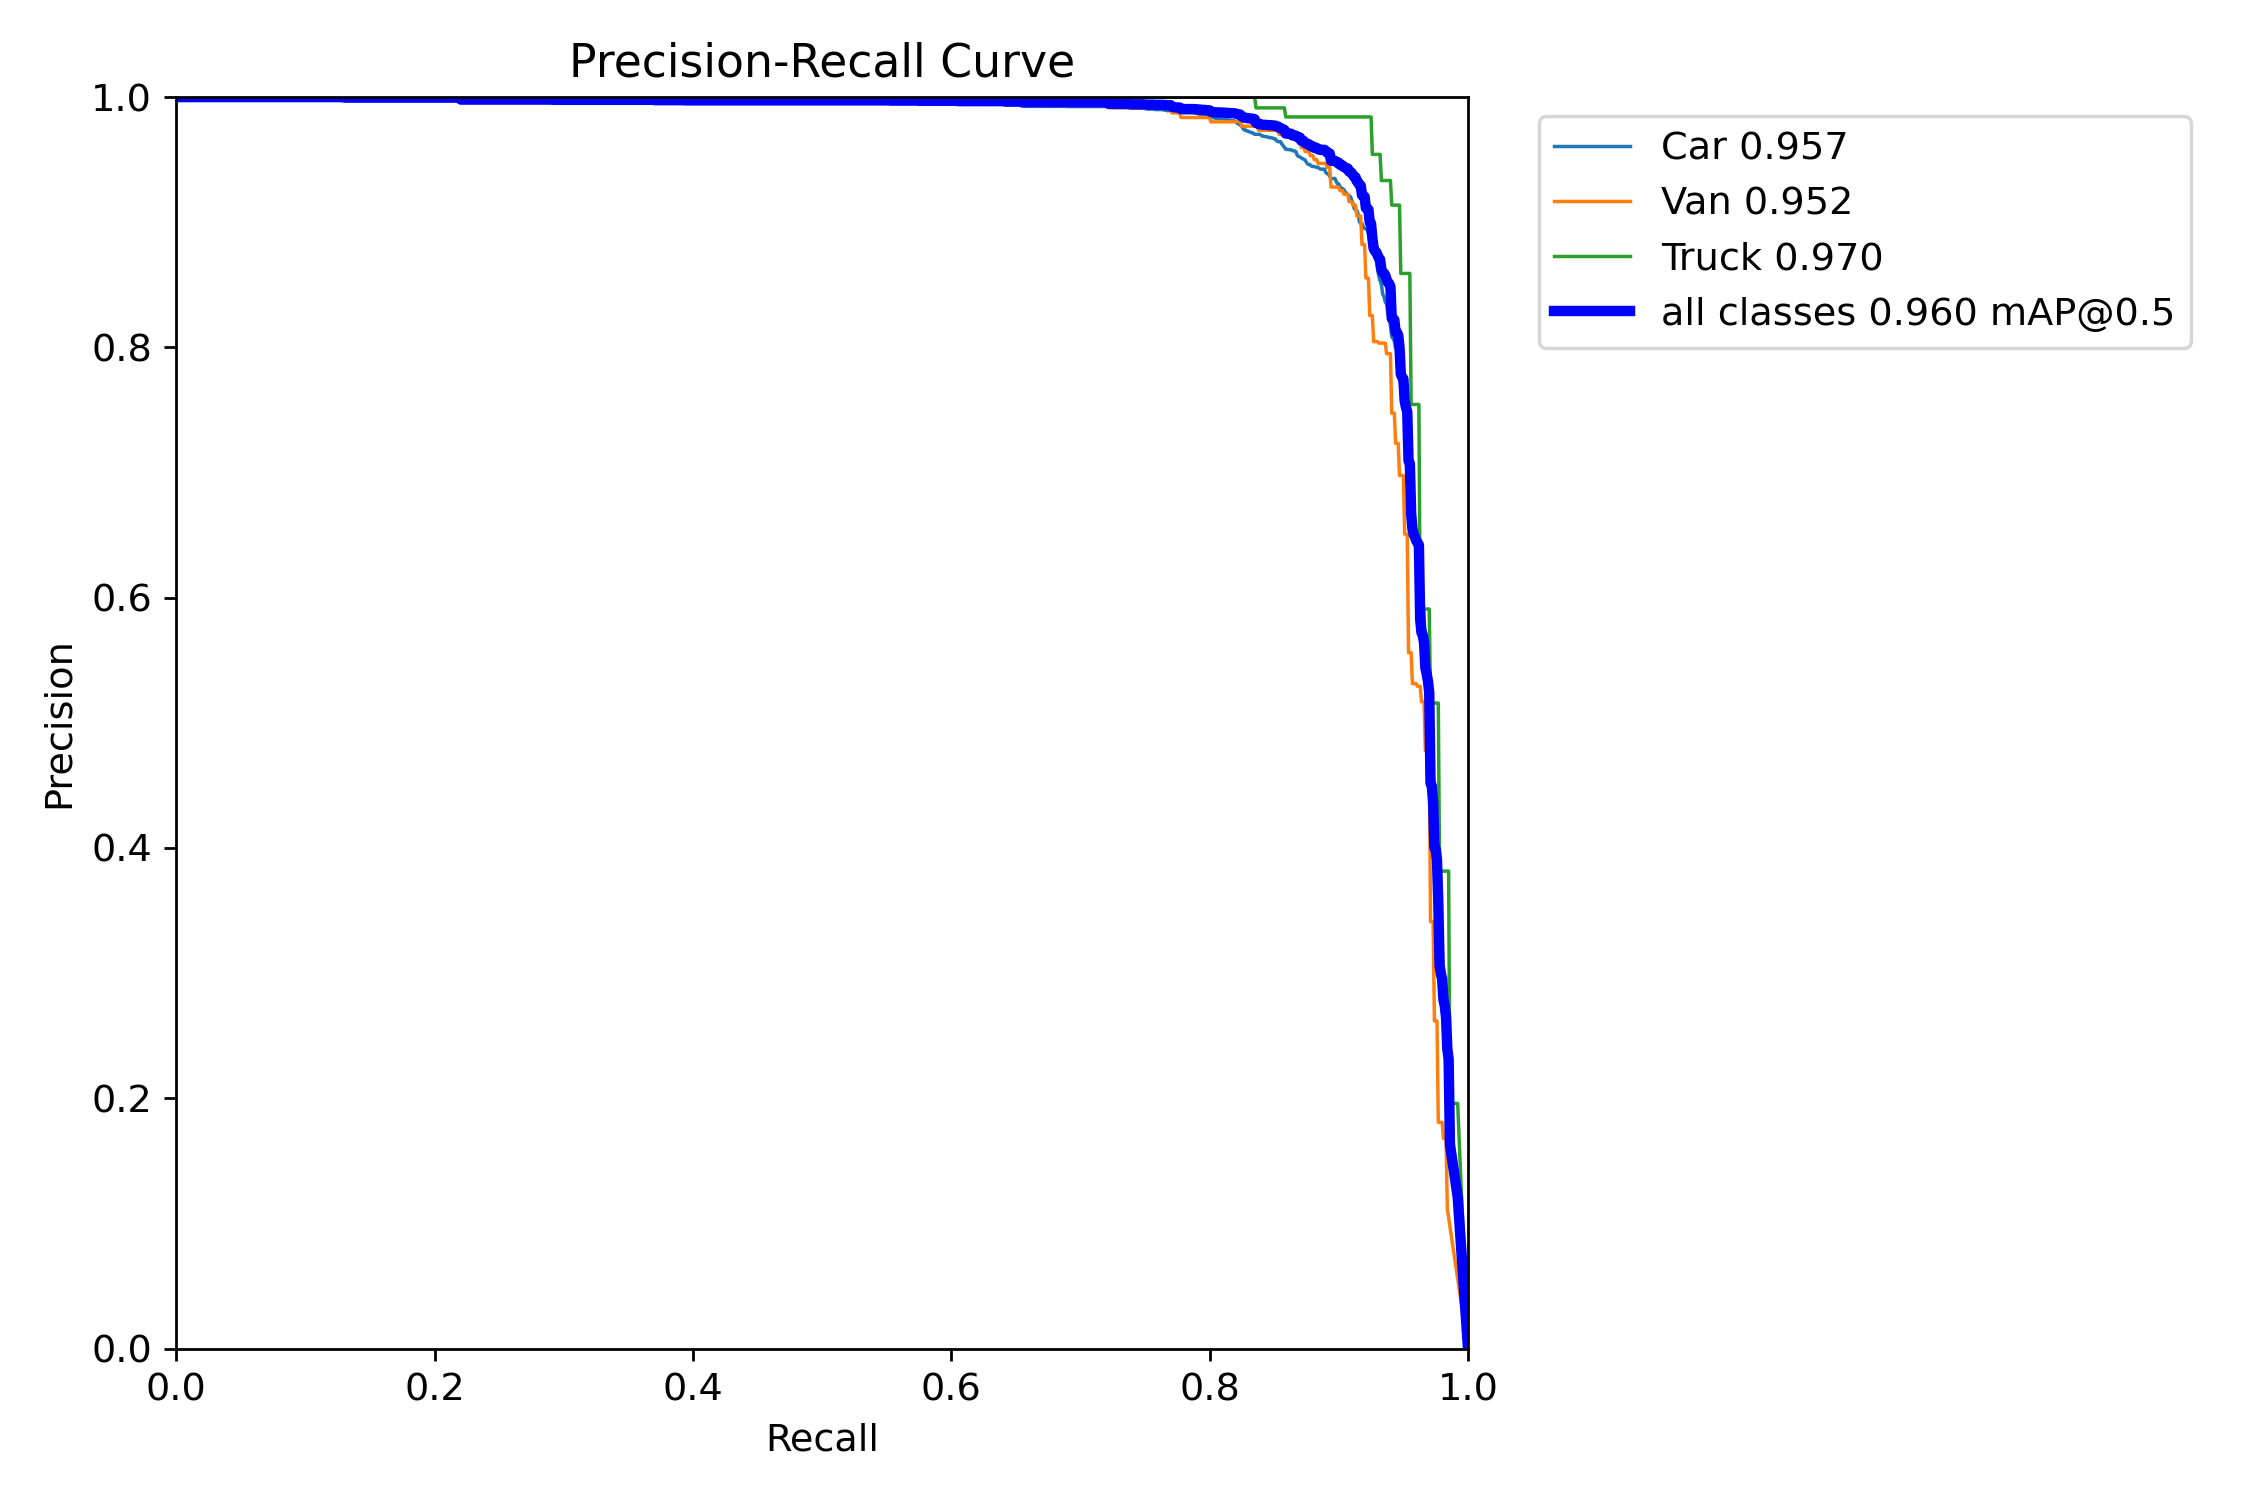 Precision-Recall Curve
1.0
0.8
0.6
0.4
0.2
0.0
Precision
0.0 0.2 0.4 0.6 0.8 1.0
Recall
Car 0.957
Van 0.952
Truck 0.970
all classes 0.960 mAP@0.5